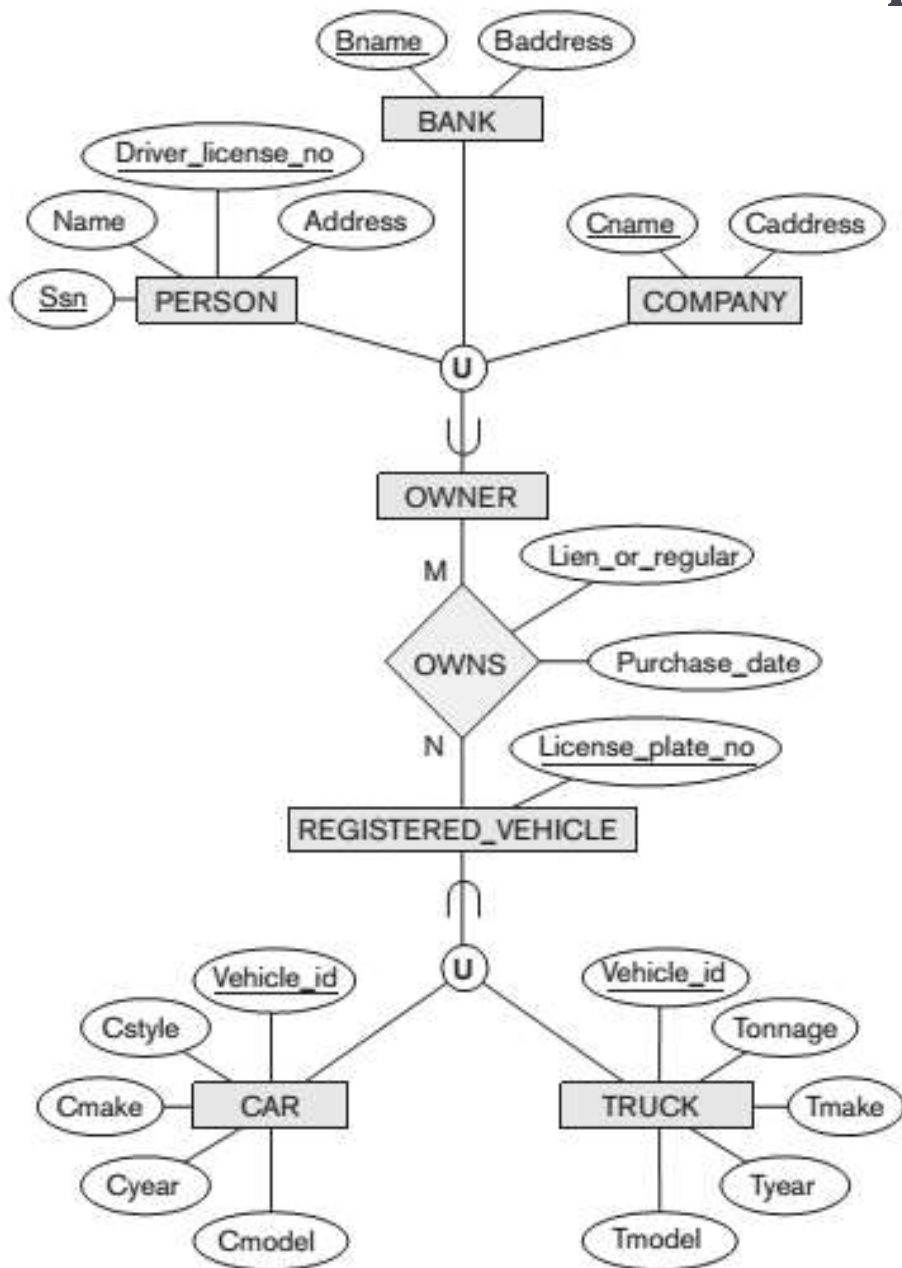 Bname Baddress
BANK
Driver_license_no
Name Address
Cname Caddress
Ssn PERSON COMPANY
U
OWNER
M Lien_or_regular
OWNS Purchase_date
N License_plate_no
REGISTERED_VEHICLE
U
Vehicle_id Vehicle_id
Cstyle Tonnage
Cmake CAR TRUCK Tmake
Cyear Tyear
Cmodel Tmodel